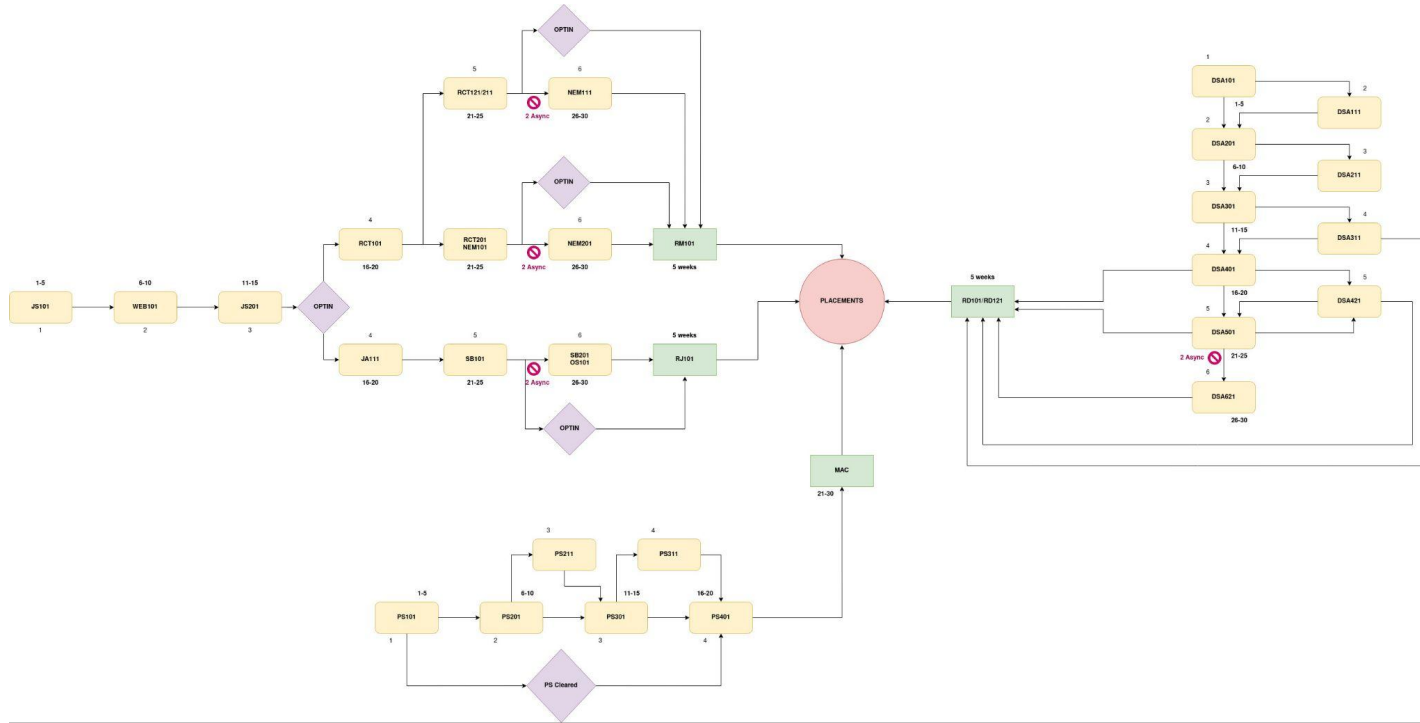 OPTIN
5
6
RCT121/211
NEM111
2 Async
21-25
26-30
OPTIN
4
6
RCT101
RCT201
NEM101
NEM201
RM101
2 Async
16-20
21-25
26-30
5 weeks
1-5
6-10
11-15
JS101
WEB101
JS201
OPTIN
1
2
3
4
5
6
5 weeks
JA111
SB101
SB201
OS101
RJ101
2 Async
16-20
21-25
26-30
OPTIN
PLACEMENTS
5 weeks
RD101/RD121
MAC
21-30
1
DSA101
2
1-5
DSA111
2
DSA201
3
6-10
DSA211
3
DSA301
4
11-15
DSA311
4
DSA401
5
16-20
DSA421
5
DSA501
2 Async
21-25
6
DSA621
26-30
3
4
PS211
PS311
1-5
6-10
11-15
16-20
PS101
PS201
PS301
PS401
1
2
3
4
PS Cleared